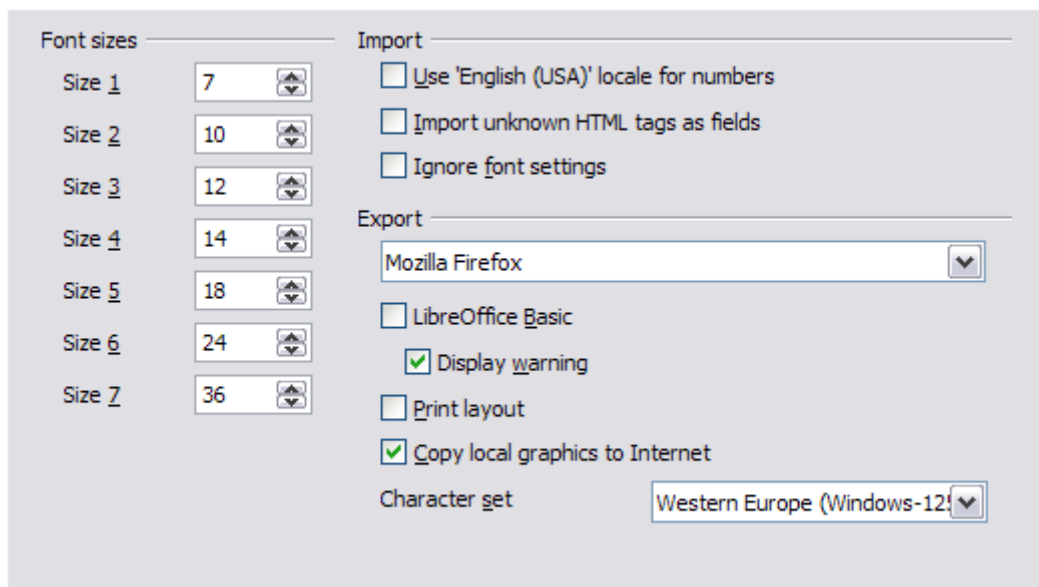 Font sizes
Size 1 7
Size 2 10
Size 3 12
Size 4 14
Size 5 18
Size 6 24
Size 7 36
Import
Use 'English (USA)' locale for numbers
Import unknown HTML tags as fields
Ignore font settings
Export
Mozilla Firefox
LibreOffice Basic
Display warning
Print layout
Copy local graphics to Internet
Character set Western Europe (Windows-125